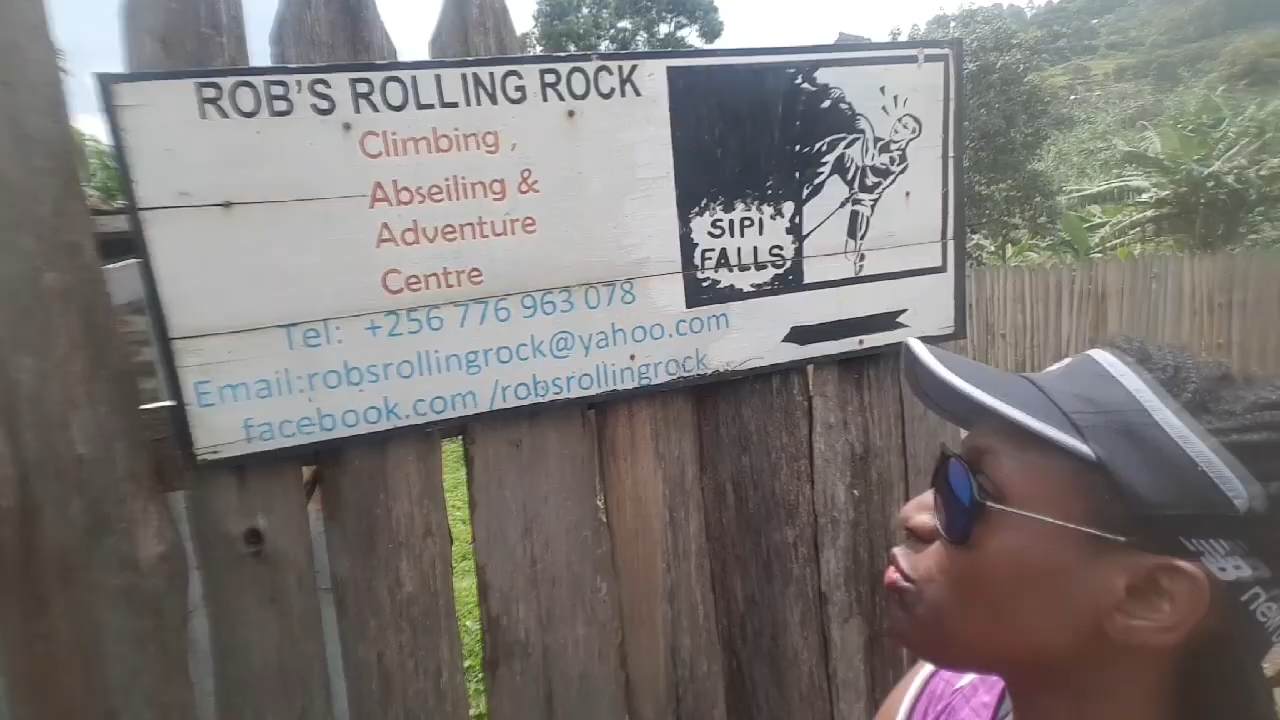 ROB'S ROLLING ROCK
Climbing ,
Abseiling &
Adventure
Centre
Tel: +256 776 963 078
Email:robsrollingrock@yahoo.com
facebook.com /robsrollingrock
SIPI
FALLS